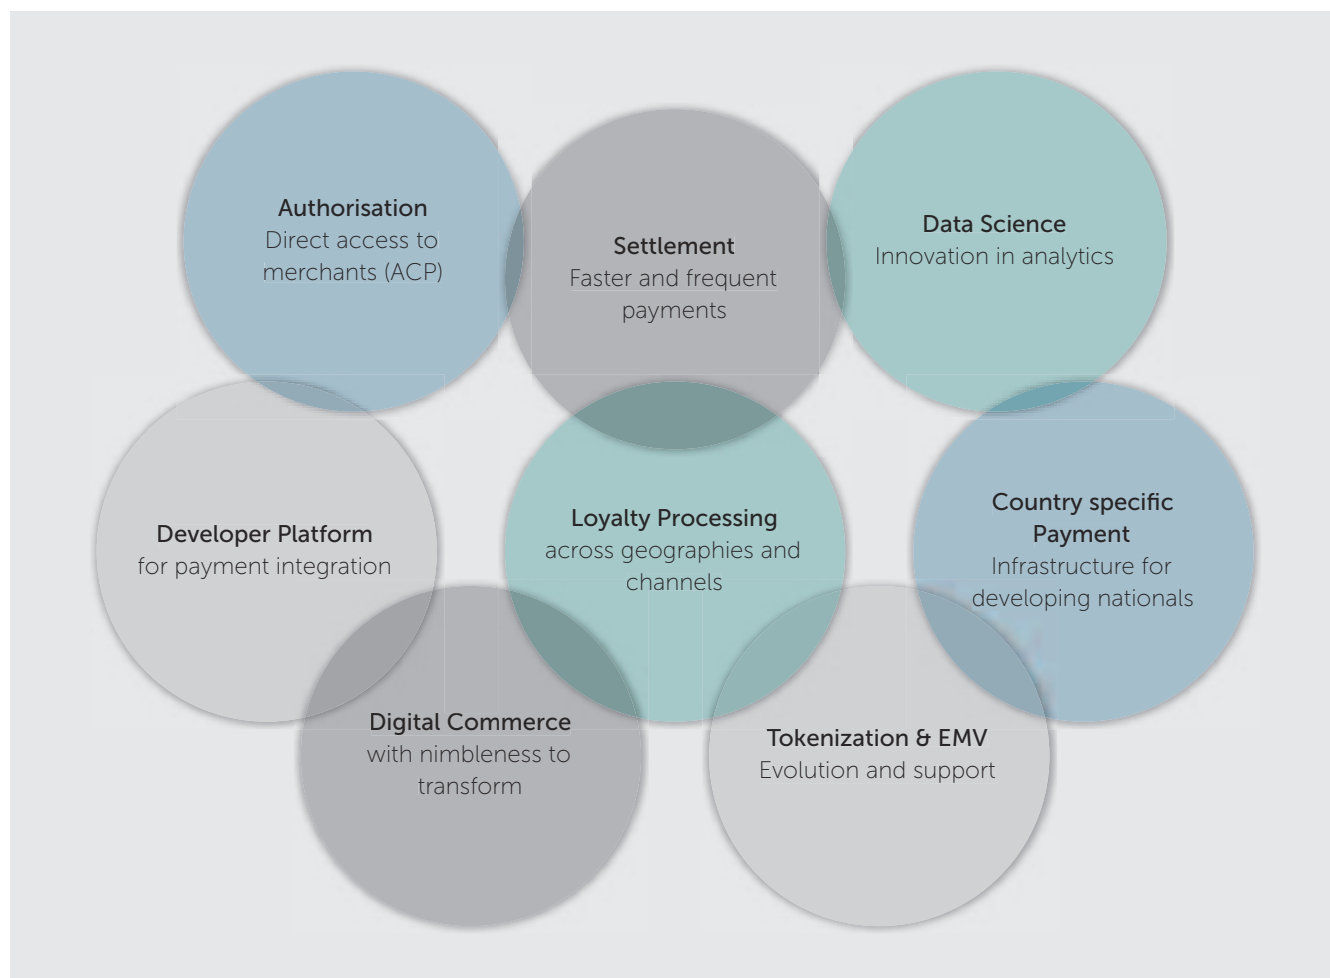 Authorisation
Direct access to
merchants (ACP)
Settlement
Faster and frequent
payments
Data Science
Innovation in analytics
Developer Platform
for payment integration
Loyalty Processing
across geographies and
channels
Country specific
Payment
Infrastructure for
developing nationals
Digital Commerce
with nimbleness to
transform
Tokenization & EMV
Evolution and support